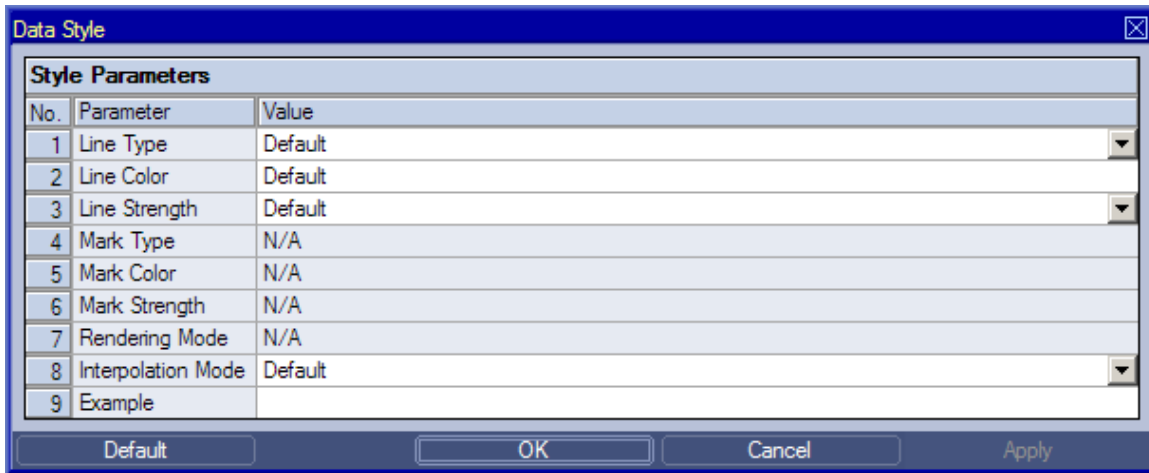 Data Style
Style Parameters
No. Parameter Value
1 Line Type Default
2 Line Color Default
3 Line Strength Default
4 Mark Type N/A
5 Mark Color N/A
6 Mark Strength N/A
7 Rendering Mode N/A
8 Interpolation Mode Default
9 Example
Default OK Cancel Apply